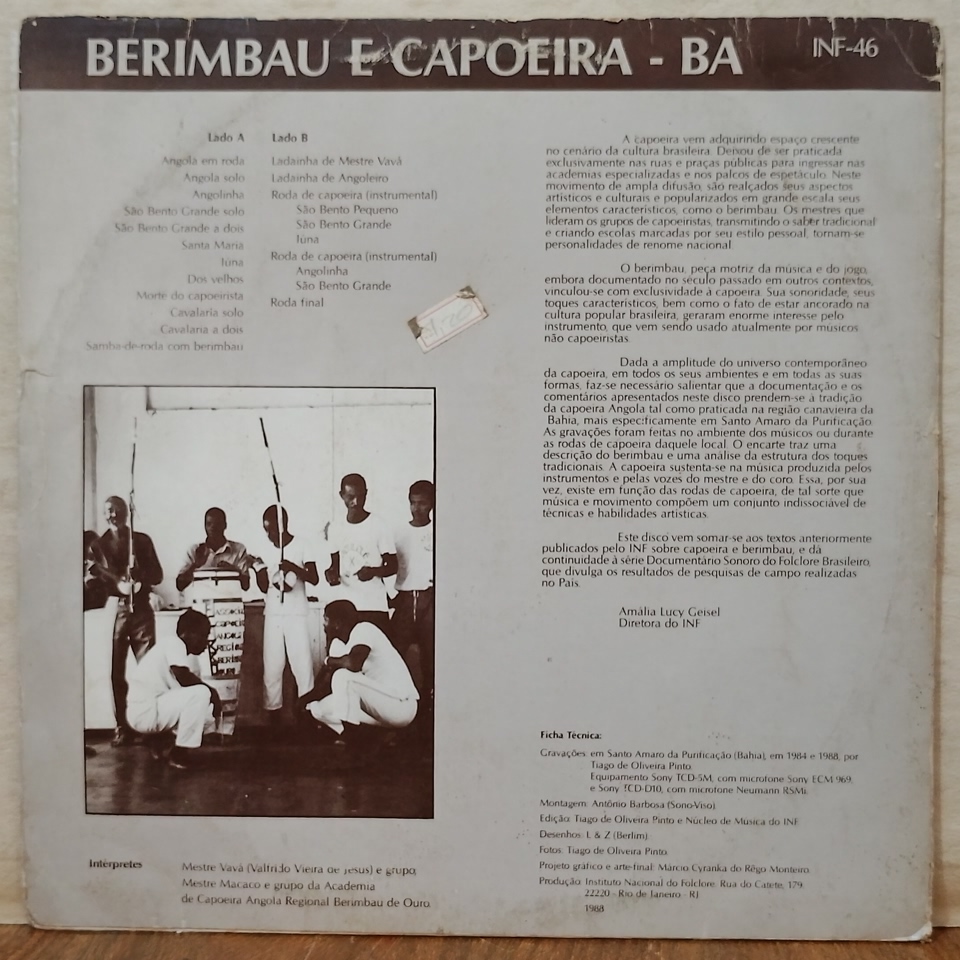 BERIMBAU E CAPOEIRA - BA
INF-46
Lado A
Angola em roda
Angola solo
Angolinha
São Bento Grande solo
São Bento Grande a dois
Santa Maria
Iúna
Dos velhos
Morte do capoeirista
Cavalaria solo
Cavalaria a dois
Samba-de-roda com berimbau
Lado B
Ladainha de Mestre Vavá
Ladainha de Angoleiro
Roda de capoeira (instrumental)
São Bento Pequeno
São Bento Grande
Iúna
Roda de capoeira (instrumental)
Angolinha
São Bento Grande
Roda final
A capoeira vem adquirindo espaço crescente
no cenário da cultura brasileira. Deixou de ser praticada
exclusivamente nas ruas e praças públicas para ingressar nas
academias especializadas e nos palcos de espetáculo. Neste
movimento de ampla difusão, são realçados seus aspectos
artísticos e culturais e popularizados em grande escala seus
elementos característicos, como o berimbau. Os mestres que
lideram os grupos de capoeiristas, transmitindo o saber tradicional
e criando escolas marcadas por seu estilo pessoal, tornam-se
personalidades de renome nacional.
O berimbau, peça motriz da música e do jogo,
embora documentado no século passado em outros contextos,
vinculou-se com exclusividade à capoeira. Sua sonoridade, seus
toques característicos, bem como o fato de estar ancorado na
cultura popular brasileira, geraram enorme interesse pelo
instrumento, que vem sendo usado atualmente por músicos
não capoeiristas.
Dada a amplitude do universo contemporâneo
da capoeira, em todos os seus ambientes e em todas as suas
formas, faz-se necessário salientar que a documentação e os
comentários apresentados neste disco prendem-se à tradição
da capoeira Angola tal como praticada na região canavieira da
Bahia, mais especificamente em Santo Amaro da Purificação.
As gravações foram feitas no ambiente dos músicos ou durante
as rodas de capoeira daquele local. O encarte traz uma
descrição do berimbau e uma análise da estrutura dos toques
tradicionais. A capoeira sustenta-se na música produzida pelos
instrumentos e pelas vozes do mestre e do coro. Essa, por sua
vez, existe em função das rodas de capoeira, de tal sorte que
música e movimento compõem um conjunto indissociável de
técnicas e habilidades artísticas.
Este disco vem somar-se aos textos anteriormente
publicados pelo INF sobre capoeira e berimbau, e dá
continuidade à série Documentário Sonoro do Folclore Brasileiro,
que divulga os resultados de pesquisas de campo realizadas
no País.
Amália Lucy Geisel
Diretora do INF
Ficha Técnica:
Gravações: em Santo Amaro da Purificação (Bahia), em 1984 e 1988, por
Tiago de Oliveira Pinto.
Equipamento Sony TCD-5M, com microfone Sony ECM 969,
e Sony TCD-D10, com microfone Neumann RSMi.
Montagem: Antônio Barbosa (Sono-Viso)
Edição: Tiago de Oliveira Pinto e Núcleo de Música do INF
Desenhos: L & Z (Berlim)
Fotos: Tiago de Oliveira Pinto
Projeto gráfico e arte-final: Márcio Cyranka do Rêgo Monteiro
Produção: Instituto Nacional do Folclore. Rua do Catete, 179
22220 - Rio de Janeiro - RJ
1988
Intérpretes
Mestre Vavá (Valfrido Vieira de Jesus) e grupo,
Mestre Macaco e grupo da Academia
de Capoeira Angola Regional Berimbau de Ouro.